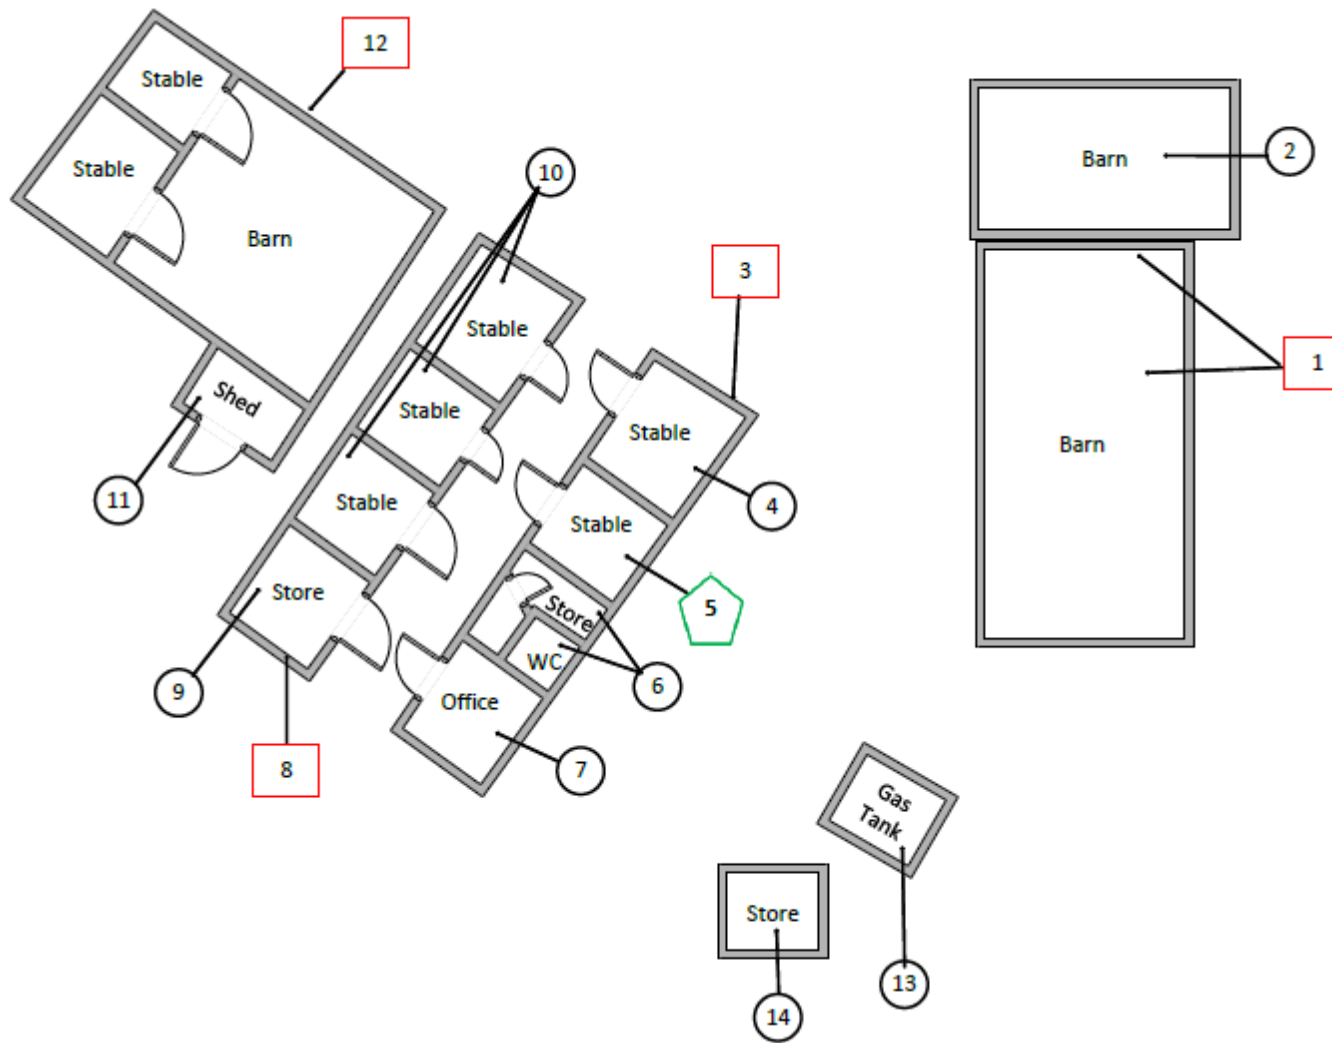 12
Stable
Stable
Barn
10
Barn
2
3
1
Stable
Stable
Stable
Store
Shed
11
Stable
Stable
Store
WC
Office
4
5
6
7
9
8
Barn
Gas
Tank
Store
13
14